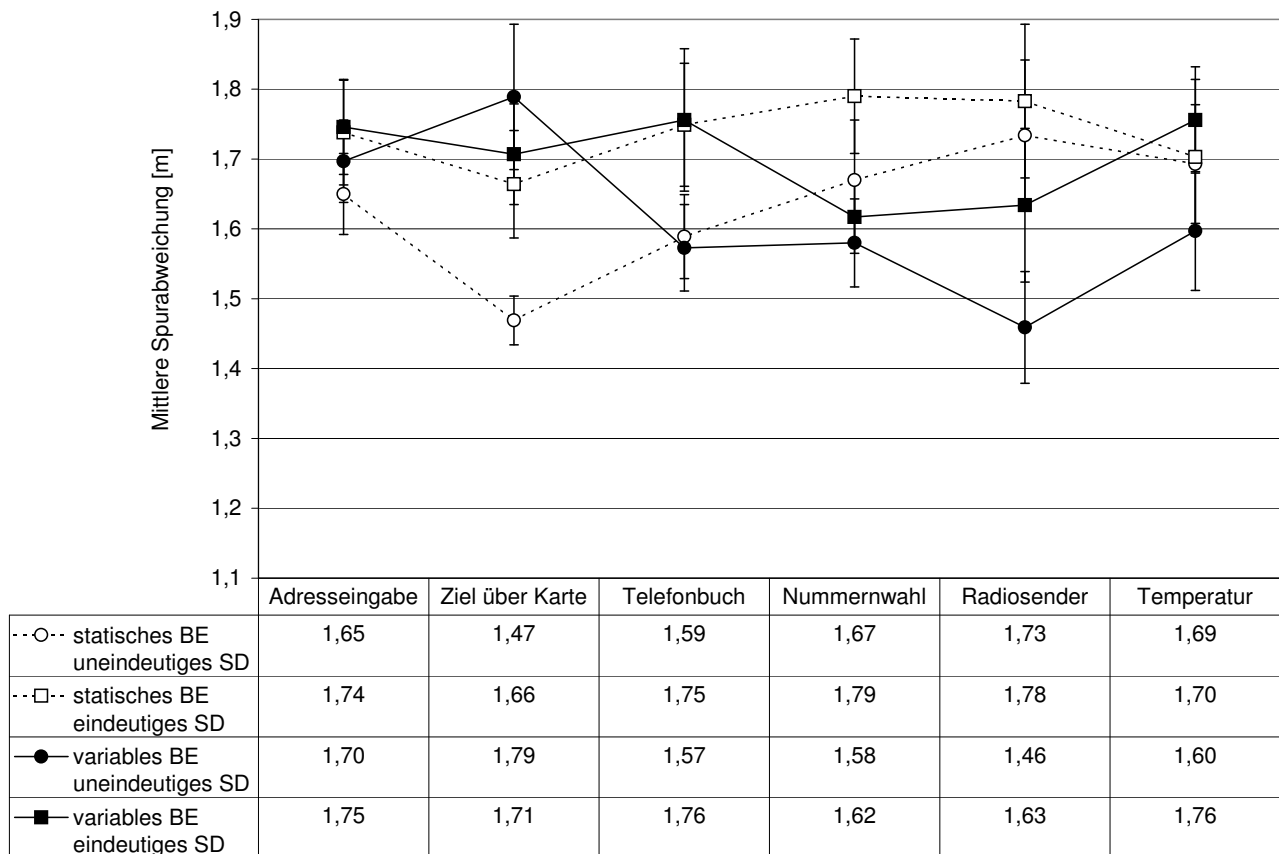 Mittlere Spurabweichung [m]
1,9
1,8
1,7
1,6
1,5
1,4
1,3
1,2
1,1
Adresseingabe Ziel über Karte Telefonbuch Nummernwahl Radiosender Temperatur
statisches BE 1,65 1,47 1,59 1,67 1,73 1,69
uneindeutiges SD
statisches BE 1,74 1,66 1,75 1,79 1,78 1,70
eindeutiges SD
variables BE 1,70 1,79 1,57 1,58 1,46 1,60
uneindeutiges SD
variables BE 1,75 1,71 1,76 1,62 1,63 1,76
eindeutiges SD